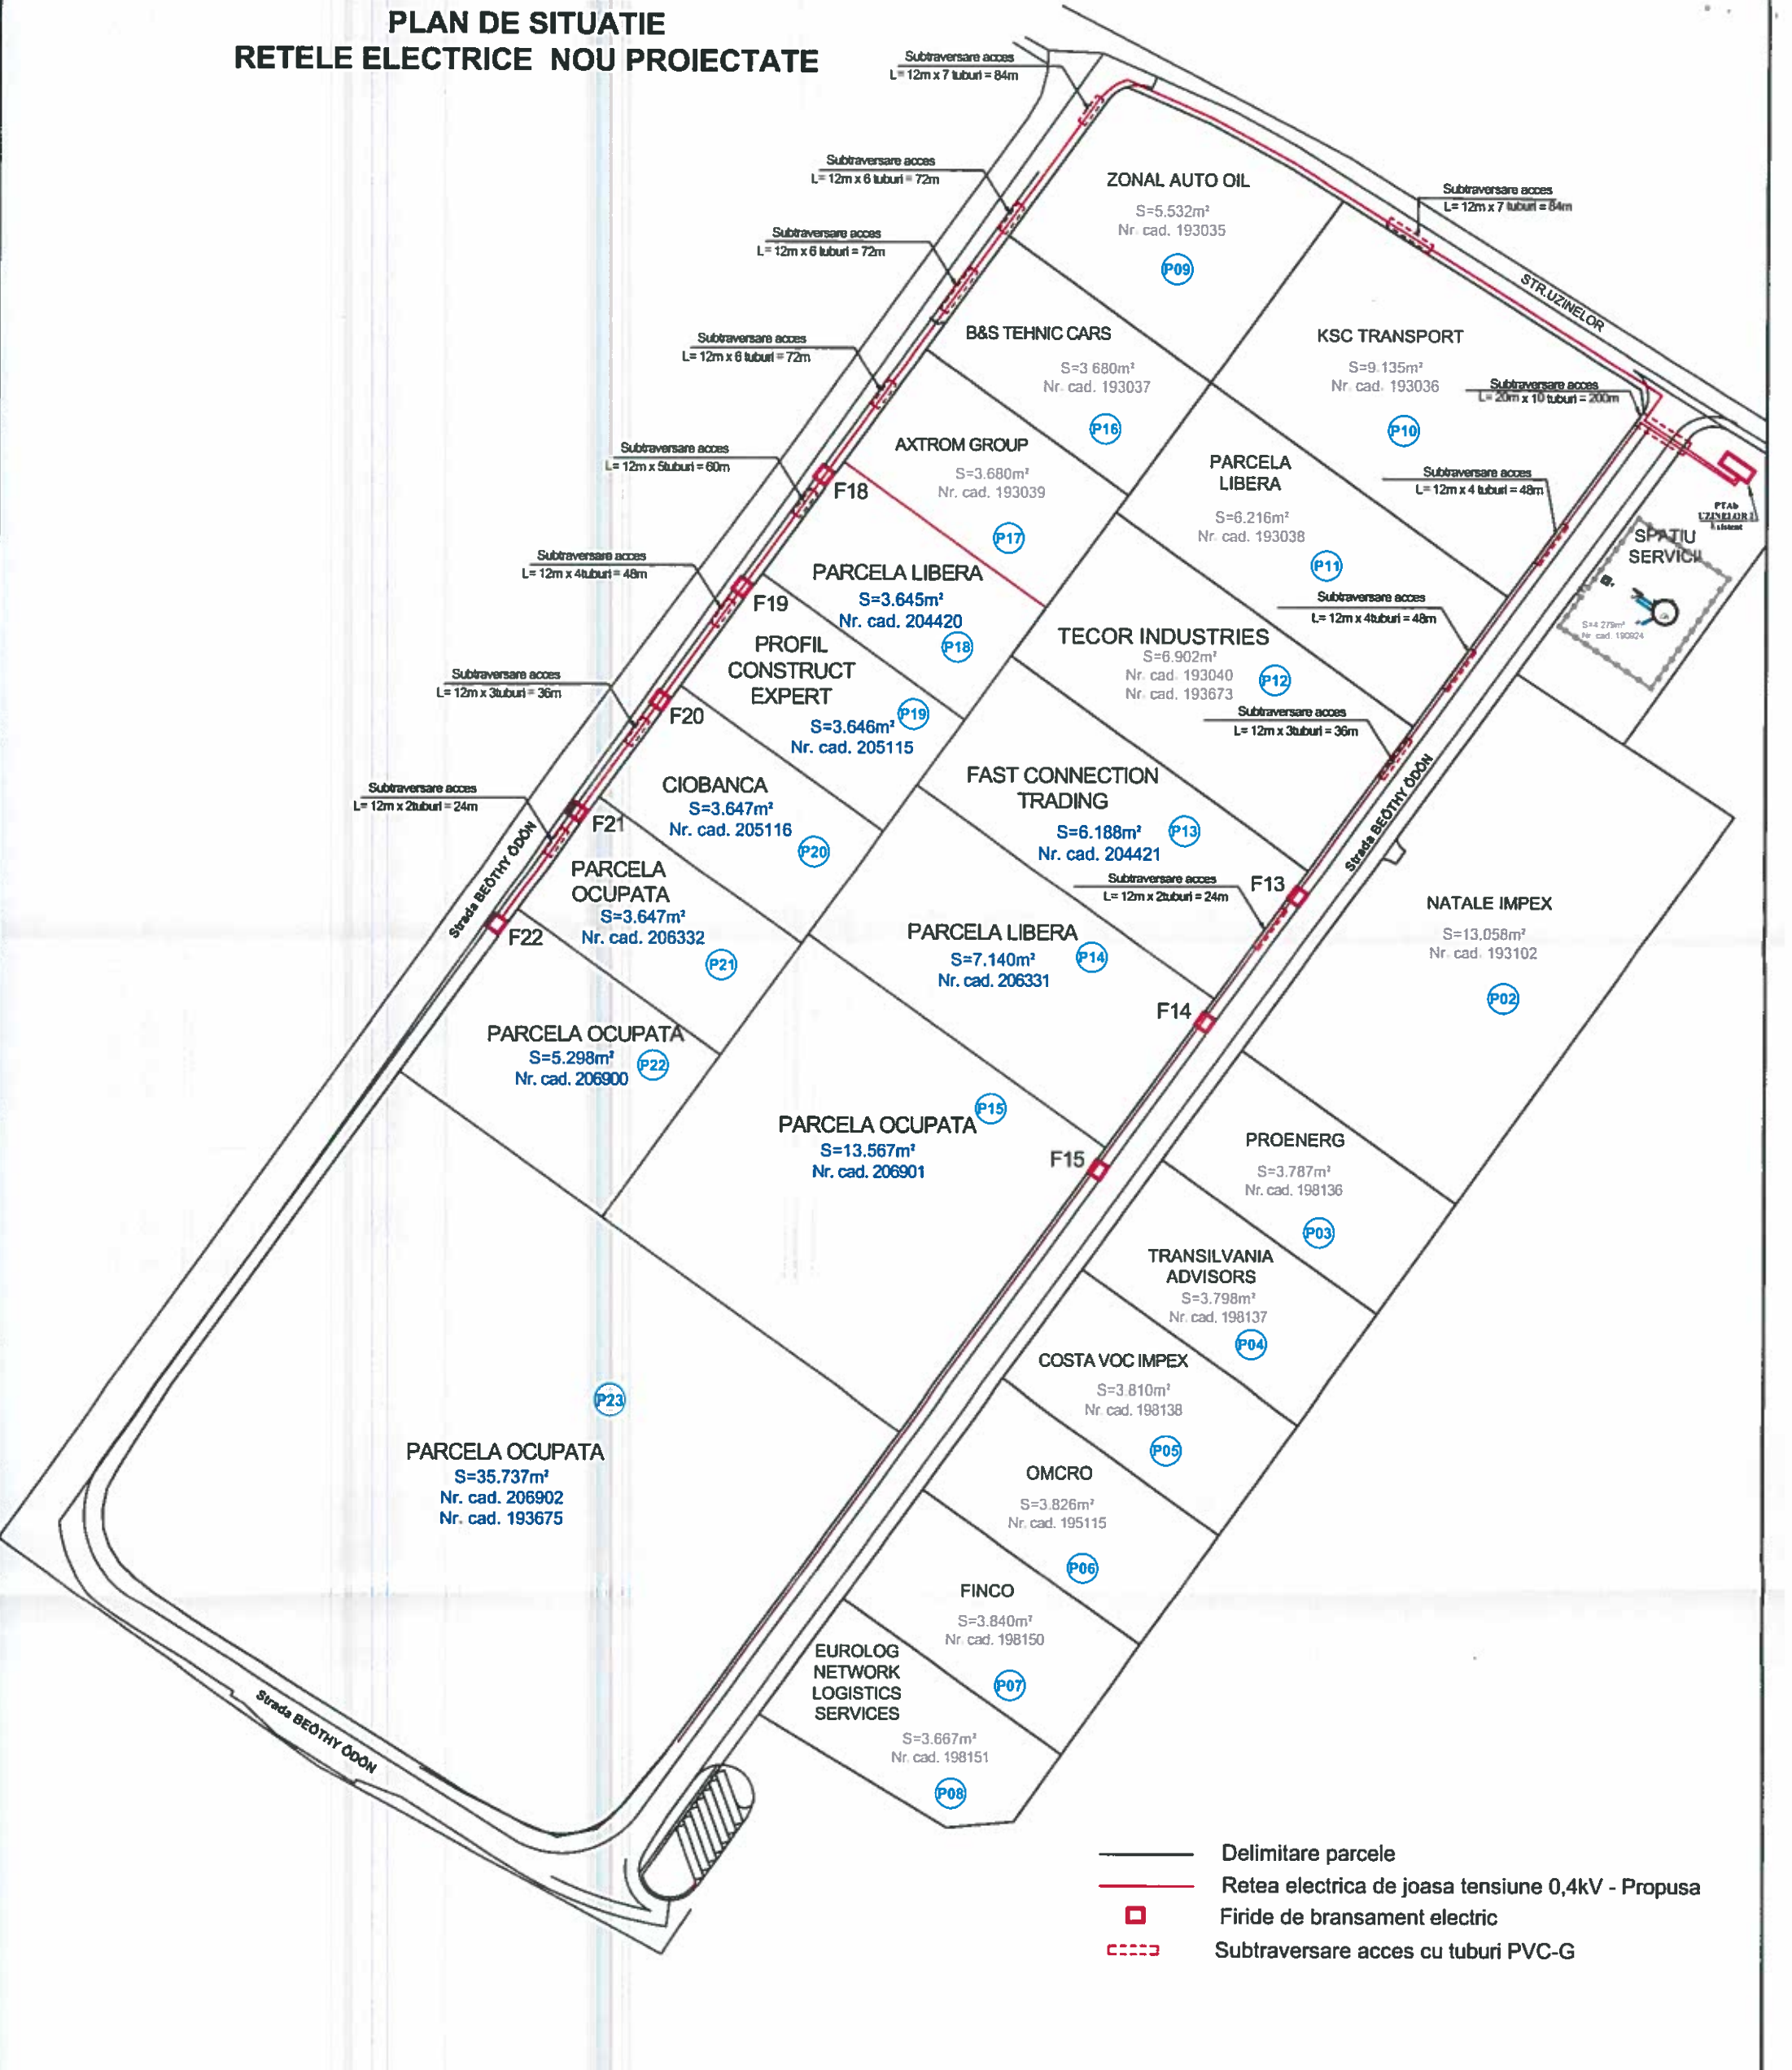 PLAN DE SITUATIE
RETELE ELECTRICE NOU PROIECTATE
Subtraversare acces
L= 12m x 7 tuburi = 84m
Subtraversare acces
L= 12m x 6 tuburi = 72m
Subtraversare acces
L= 12m x 6 tuburi = 72m
Subtraversare acces
L= 12m x 6 tuburi = 72m
Subtraversare acces
L= 12m x 5tuburi = 60m
Subtraversare acces
L= 12m x 4tuburi = 48m
Subtraversare acces
L= 12m x 3tuburi = 36m
Subtraversare acces
L= 12m x 2tuburi = 24m
Subtraversare acces
L= 12m x 7 tuburi = 84m
STR.UZINELOR
Subtraversare acces
L= 20m x 10 tuburi = 200m
Subtraversare acces
L= 12m x 4 tuburi = 48m
Subtraversare acces
L= 12m x 4tuburi = 48m
Subtraversare acces
L= 12m x 3tuburi = 36m
Subtraversare acces
L= 12m x 2tuburi = 24m
ZONAL AUTO OIL
S=5.532m²
Nr. cad. 193035
P09
B&S TEHNIC CARS
S=3 680m²
Nr. cad. 193037
P16
KSC TRANSPORT
S=9.135m²
Nr. cad. 193036
P10
AXTROM GROUP
S=3.680m²
Nr. cad. 193039
P17
PARCELA
LIBERA
S=6.216m²
Nr. cad. 193038
P11
PTAb
UZINELOR 1
Existent
SPATIU
SERVICII
S=4 279m²
Nr cad. 190924
F18
F19
F20
F21
F22
PARCELA LIBERA
S=3.645m²
Nr. cad. 204420
P18
PROFIL
CONSTRUCT
EXPERT
S=3.646m²
Nr. cad. 205115
P19
TECOR INDUSTRIES
S=6.902m²
Nr. cad. 193040
Nr. cad. 193673
P12
CIOBANCA
S=3.647m²
Nr. cad. 205116
P20
FAST CONNECTION
TRADING
S=6.188m²
Nr. cad. 204421
P13
PARCELA
OCUPATA
S=3.647m²
Nr. cad. 206332
P21
Strada BEÖTHY ÖDÖN
Strada BEÖTHY ÖDÖN
F13
F14
F15
PARCELA LIBERA
S=7.140m²
Nr. cad. 206331
P14
NATALE IMPEX
S=13.058m²
Nr. cad. 193102
P02
PARCELA OCUPATA
S=5.298m²
Nr. cad. 206900
P22
PARCELA OCUPATA
S=13.567m²
Nr. cad. 206901
P15
PROENERG
S=3.787m²
Nr. cad. 198136
P03
TRANSILVANIA
ADVISORS
S=3.798m²
Nr. cad. 198137
P04
COSTA VOC IMPEX
S=3.810m²
Nr. cad. 198138
P05
P23
PARCELA OCUPATA
S=35.737m²
Nr. cad. 206902
Nr. cad. 193675
OMCRO
S=3.826m²
Nr. cad. 195115
P06
FINCO
S=3.840m²
Nr. cad. 198150
P07
EUROLOG
NETWORK
LOGISTICS
SERVICES
S=3.667m²
Nr. cad. 198151
P08
Strada BEÖTHY ÖDÖN
Delimitare parcele
Retea electrica de joasa tensiune 0,4kV - Propusa
Firide de bransament electric
Subtraversare acces cu tuburi PVC-G